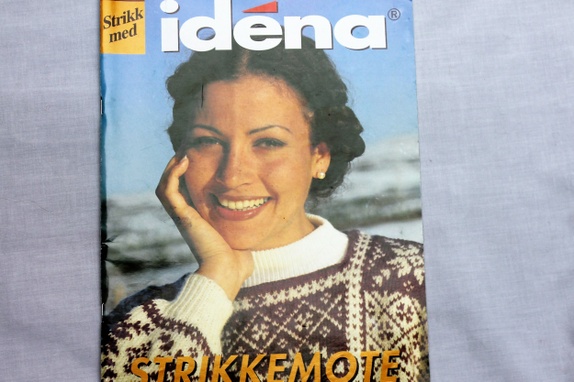 Strikk
med
idéna®
STRIKKEMOTE